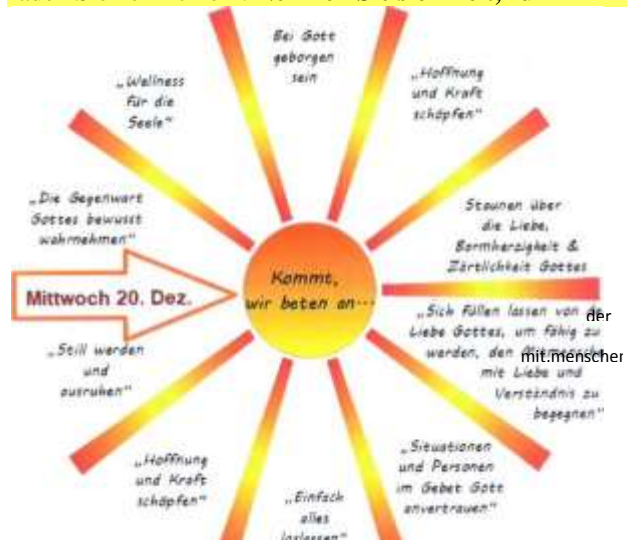 Bei Gott
geborgen
sein
„Wellness
für die
Seele“
„Hoffnung
und Kraft
schöpfen“
„Die Gegenwart
Gottes bewusst
wahrnehmen“
Staunen über
die Liebe,
Barmherzigkeit &
Zärtlichkeit Gottes
Kommt,
wir beten an...
Mittwoch 20. Dez.
„Sich füllen lassen von der
Liebe Gottes, um fähig zu
werden, den mit.menschen
mit Liebe und
Verständnis zu
begegnen“
„Still werden
und
ausruhen“
„Situationen
und Personen
im Gebet Gott
anvertrauen“
„Hoffnung
und Kraft
schöpfen“
„Einfach
alles
loslassen“